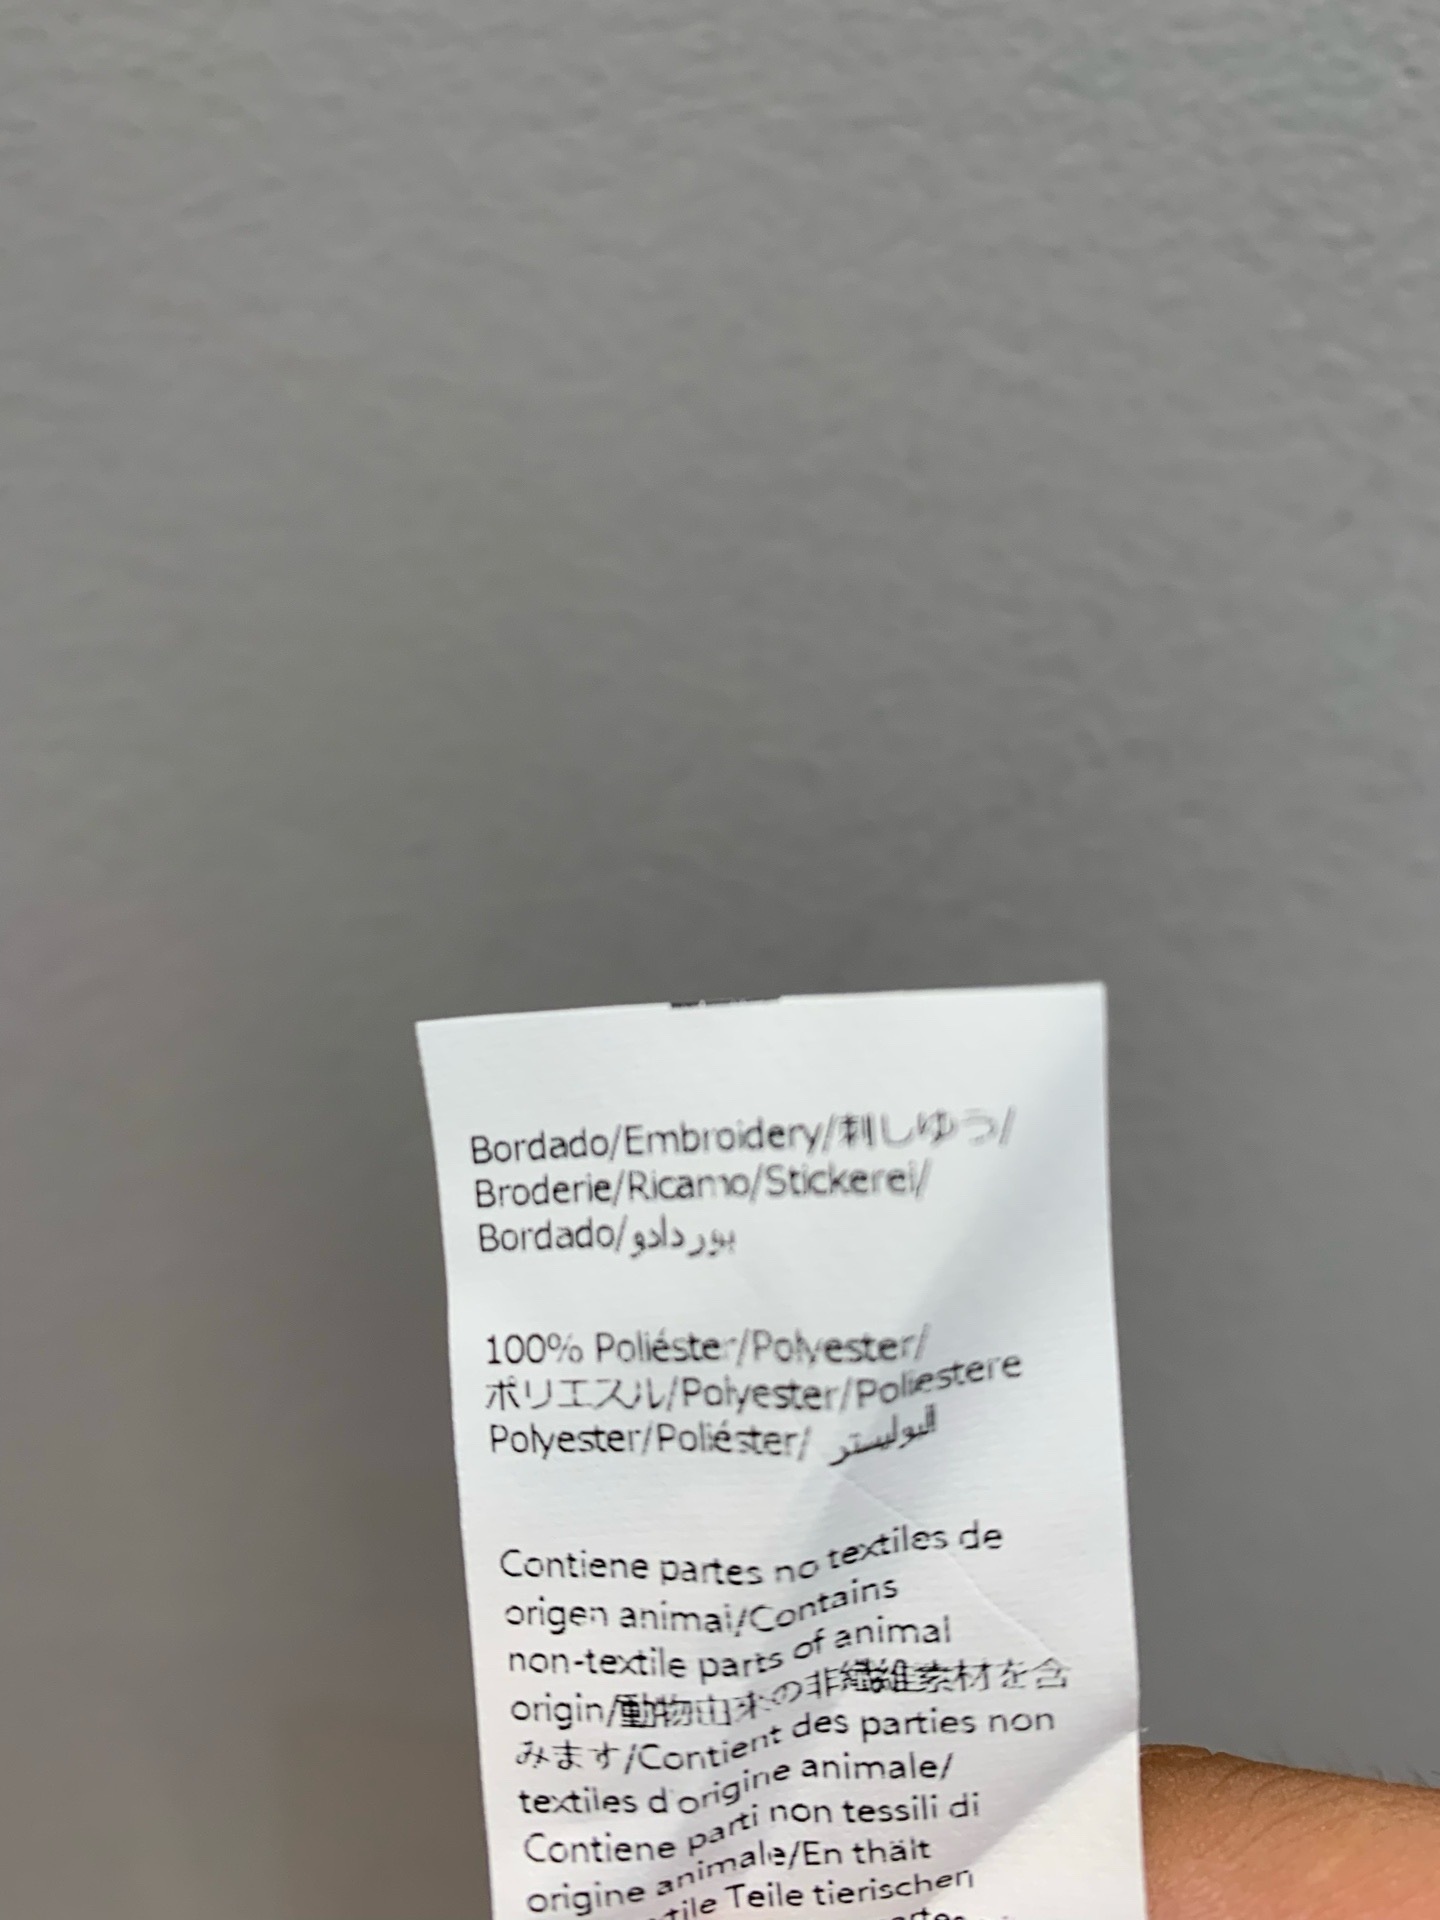 Bordado/Embroidery/刺しゆう/
Broderie/Ricamo/Stickerei/
Bordado/بوردادو
100% Poliéster/Polyester/
ポリエスル/Polyester/Poliestere
Polyester/Poliéster/ البوليستر
Contiene partes no textiles de
origen animal/Contains
non-textile parts of animal
origin/動物由来の非繊維素材を含
みます/Contient des parties non
textiles d'origine animale/
Contiene parti non tessili di
origine animale/En thält
Teile tierischen